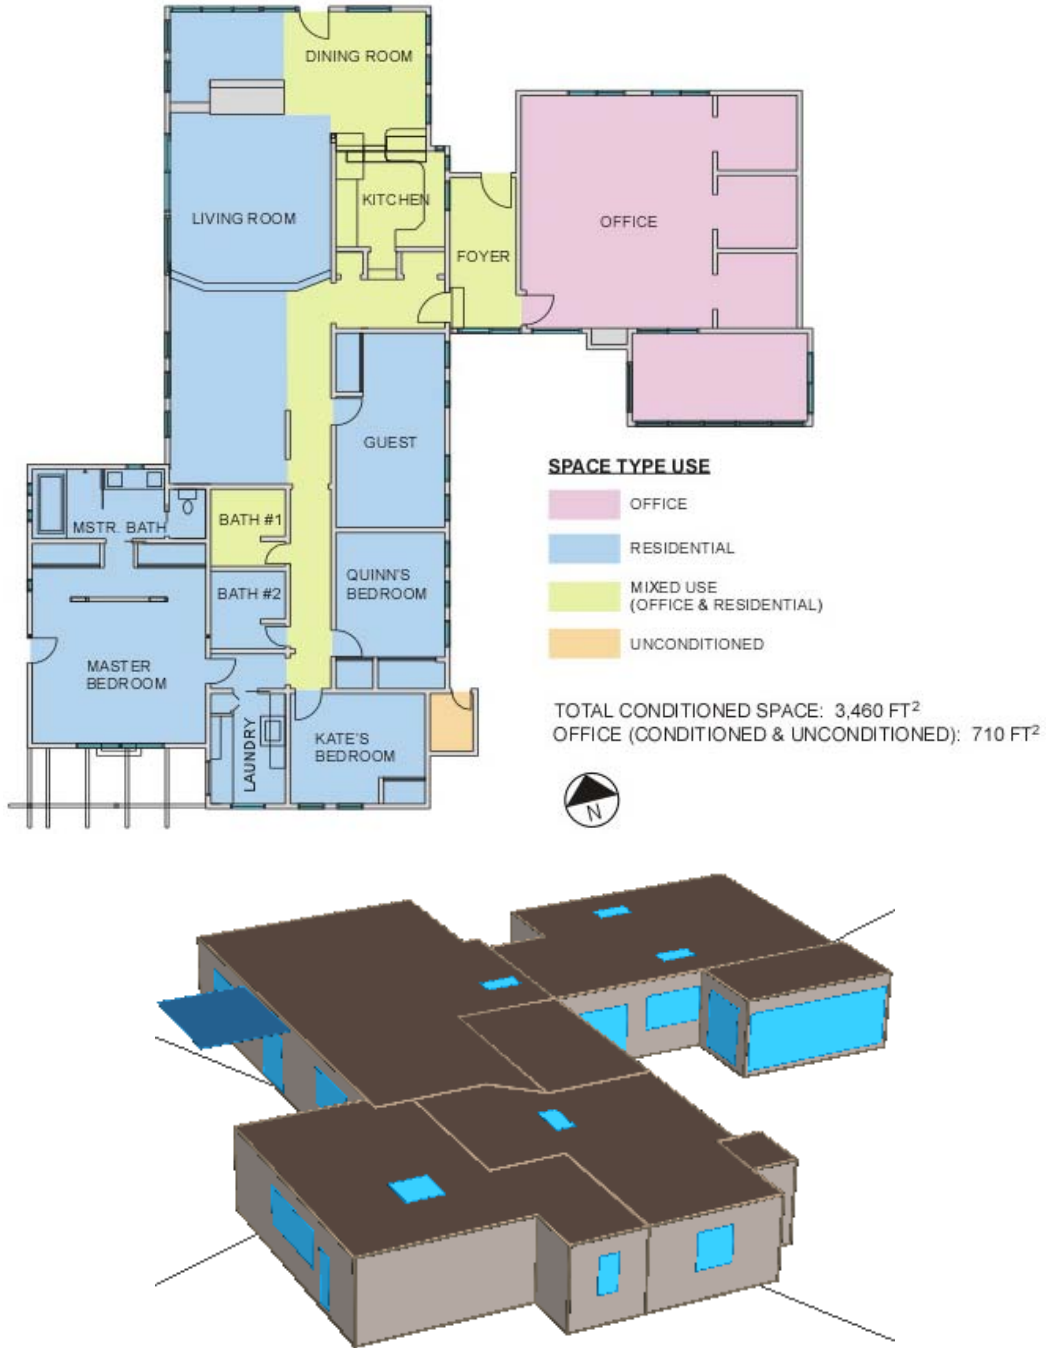 DINING ROOM
KITCHEN
LIVING ROOM
OFFICE
FOYER
GUEST
SPACE TYPE USE
OFFICE
RESIDENTIAL
MIXED USE
(OFFICE & RESIDENTIAL)
UNCONDITIONED
MSTR. BATH
BATH #1
QUINN'S
BEDROOM
BATH #2
MASTER
BEDROOM
LAUNDRY
KATE'S
BEDROOM
TOTAL CONDITIONED SPACE: 3,460 FT²
OFFICE (CONDITIONED & UNCONDITIONED): 710 FT²
N